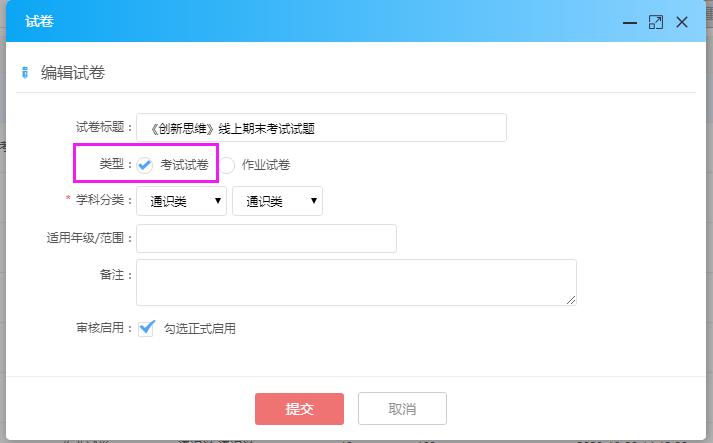 试卷
编辑试卷
试卷标题： 《创新思维》线上期末考试试题
类型： 考试试卷 作业试卷
* 学科分类： 通识类 通识类
适用年级/范围：
备注：
审核启用： 勾选正式启用
提交 取消